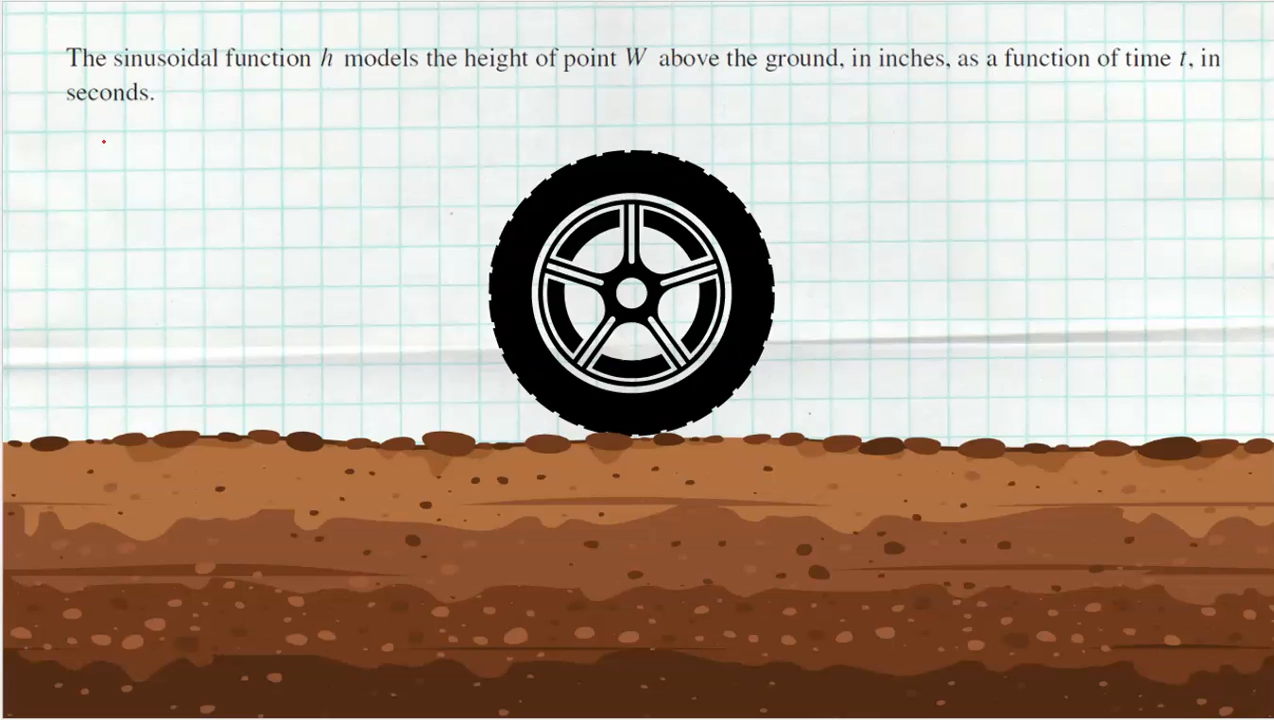 The sinusoidal function h models the height of point W above the ground, in inches, as a function of time t, in
seconds.